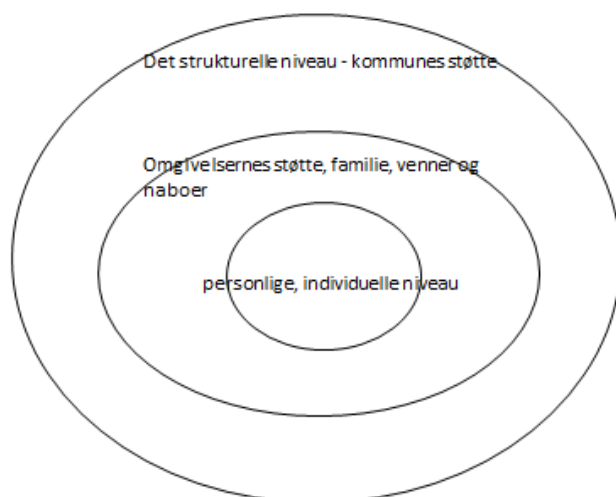 Det strukturelle niveau - kommunes støtte
Omgivelsernes støtte, familie, venner og
naboer
personlige, individuelle niveau